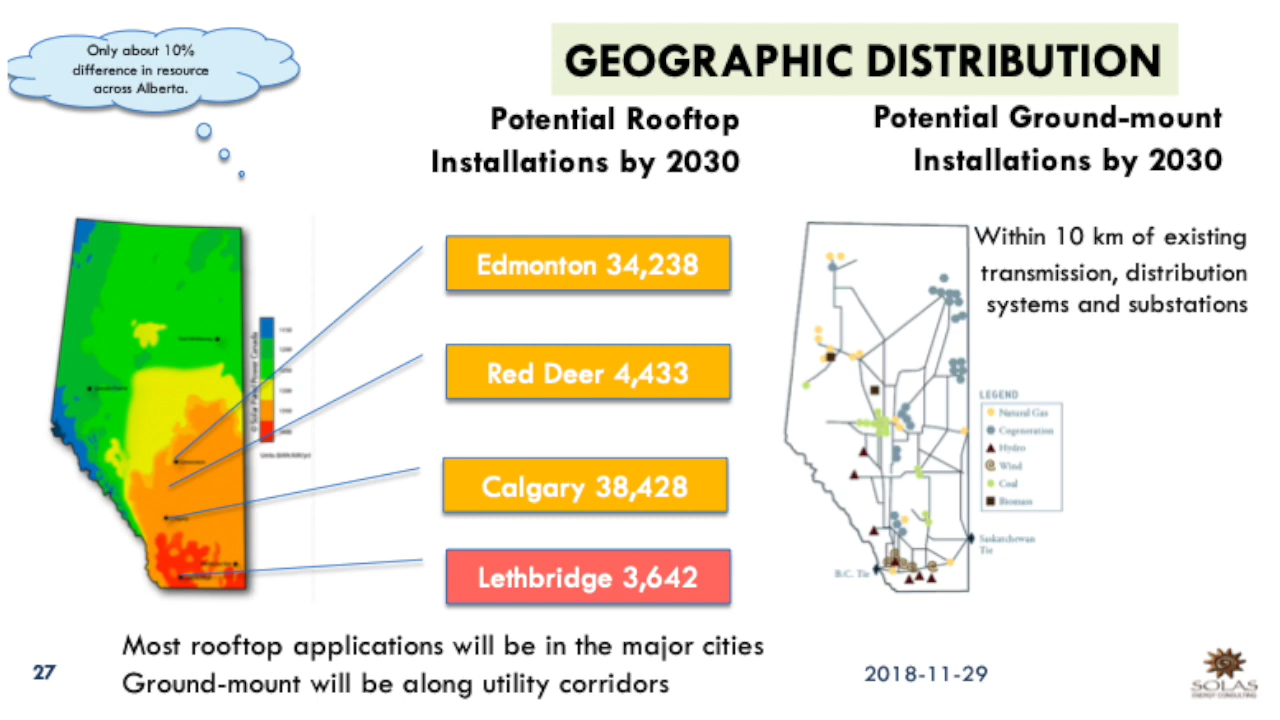 Only about 10%
difference in resource
across Alberta.
GEOGRAPHIC DISTRIBUTION
Potential Rooftop
Installations by 2030
Potential Ground-mount
Installations by 2030
Edmonton 34,238
Red Deer 4,433
Calgary 38,428
Lethbridge 3,642
Within 10 km of existing
transmission, distribution
systems and substations
LEGEND
Natural Gas
Cogeneration
Hydro
Wind
Coal
Biomass
Saskatchewan
Tie
B.C. Tie
Most rooftop applications will be in the major cities
Ground-mount will be along utility corridors
27
2018-11-29
SOLAS
ENERGY CONSULTING